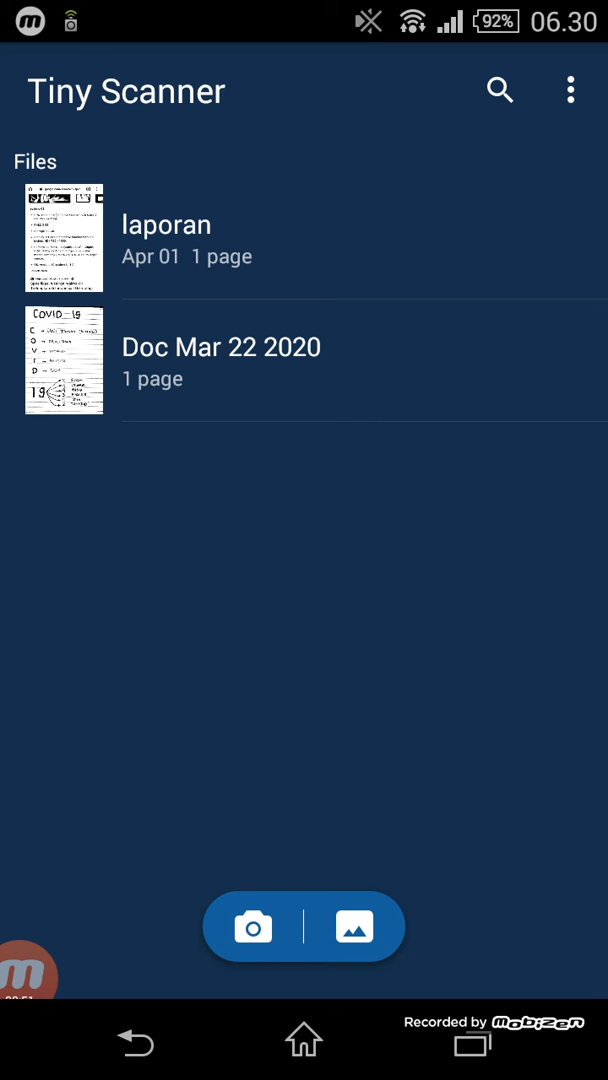 92% 06.30
Tiny Scanner
Files
laporan
Apr 01 1 page
COVID-19
Doc Mar 22 2020
1 page
C
O
V
I
D
19
m
Recorded by mobizen